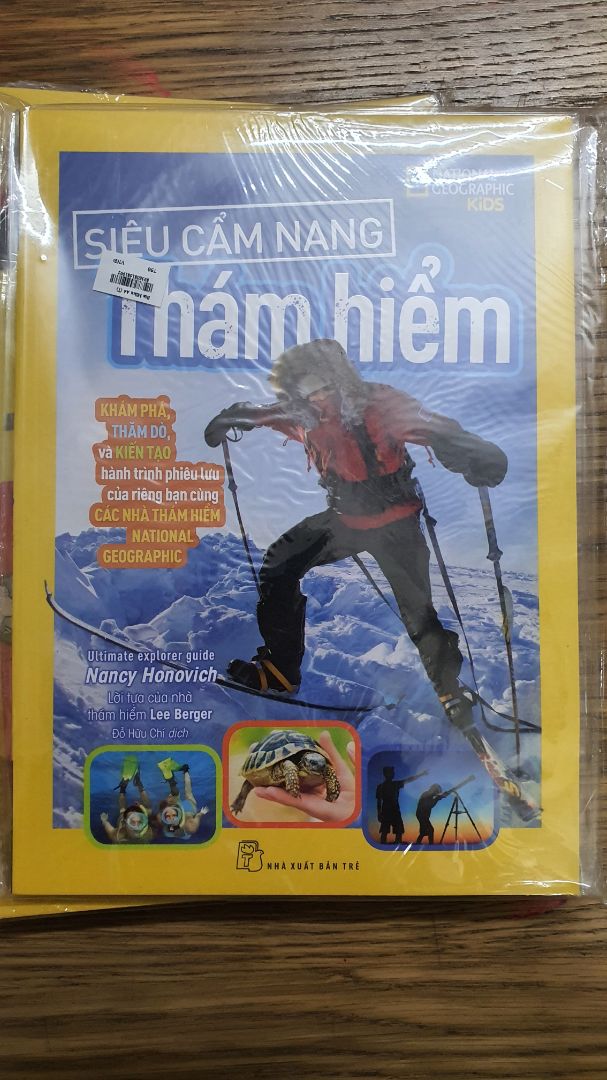 NATIONAL
GEOGRAPHIC
KiDS
SIÊU CẨM NANG
Thám hiểm
KHÁM PHÁ,
THĂM DÒ,
và KIẾN TẠO
hành trình phiêu lưu
của riêng bạn cùng
CÁC NHÀ THÁM HIỂM
NATIONAL
GEOGRAPHIC
Ultimate explorer guide
Nancy Honovich
Lời tựa của nhà
thám hiểm Lee Berger
Đỗ Hữu Chí dịch
NHÀ XUẤT BẢN TRẺ